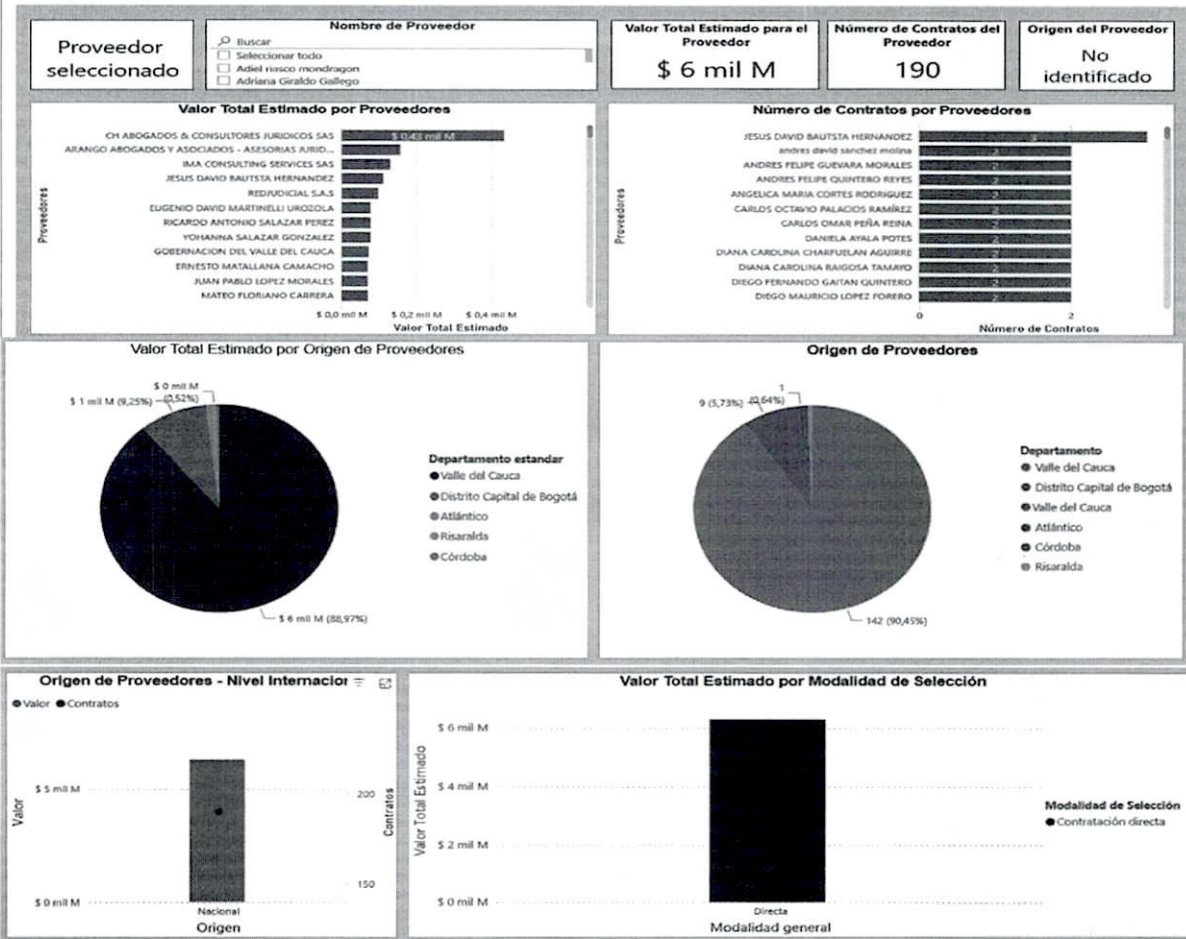 Proveedor
seleccionado
Nombre de Proveedor
Buscar
Seleccionar todo
Adiel riasco mondragon
Adriana Giraldo Gallego
Valor Total Estimado para el
Proveedor
$ 6 mil M
Número de Contratos del
Proveedor
190
Origen del Proveedor
No
identificado
Valor Total Estimado por Proveedores
Proveedores
CH ABOGADOS & CONSULTORES JURIDICOS SAS
$ 0,43 mil M
ARANGO ABOGADOS Y ASOCIADOS - ASESORIAS JURID...
IMA CONSULTING SERVICES SAS
JESUS DAVID BAUTSTA HERNANDEZ
REDJUDICIAL S.A.S
EUGENIO DAVID MARTINELLI UROZOLA
RICARDO ANTONIO SALAZAR PEREZ
YOHANNA SALAZAR GONZALEZ
GOBERNACION DEL VALLE DEL CAUCA
ERNESTO MATALLANA CAMACHO
JUAN PABLO LOPEZ MORALES
MATEO FLORIANO CARRERA
$ 0,0 mil M $ 0,2 mil M $ 0,4 mil M
Valor Total Estimado
Número de Contratos por Proveedores
Proveedores
JESUS DAVID BAUTSTA HERNANDEZ 3
andres david sanchez molina 2
ANDRES FELIPE GUEVARA MORALES 2
ANDRES FELIPE QUINTERO REYES 2
ANGELICA MARIA CORTES RODRIGUEZ 2
CARLOS OCTAVIO PALACIOS RAMÍREZ 2
CARLOS OMAR PEÑA REINA 2
DANIELA AYALA POTES 2
DIANA CAROLINA CHARFUELAN AGUIRRE 2
DIANA CAROLINA RAIGOSA TAMAYO 2
DIEGO FERNANDO GAITAN QUINTERO 2
DIEGO MAURICIO LOPEZ FORERO 2
0 2
Número de Contratos
Valor Total Estimado por Origen de Proveedores
$ 0 mil M
(0,52%)
$ 1 mil M (9,25%)
$ 6 mil M (88,97%)
Departamento estandar
Valle del Cauca
Distrito Capital de Bogotá
Atlántico
Risaralda
Córdoba
Origen de Proveedores
1
(0,64%)
9 (5,73%)
142 (90,45%)
Departamento
Valle del Cauca
Distrito Capital de Bogotá
Valle del Cauca
Atlántico
Córdoba
Risaralda
Origen de Proveedores - Nivel Internacior
Valor Contratos
Valor
$ 5 mil M
$ 0 mil M
200
150
Contratos
Nacional
Origen
Valor Total Estimado por Modalidad de Selección
Valor Total Estimado
$ 6 mil M
$ 4 mil M
$ 2 mil M
$ 0 mil M
Directa
Modalidad general
Modalidad de Selección
Contratación directa